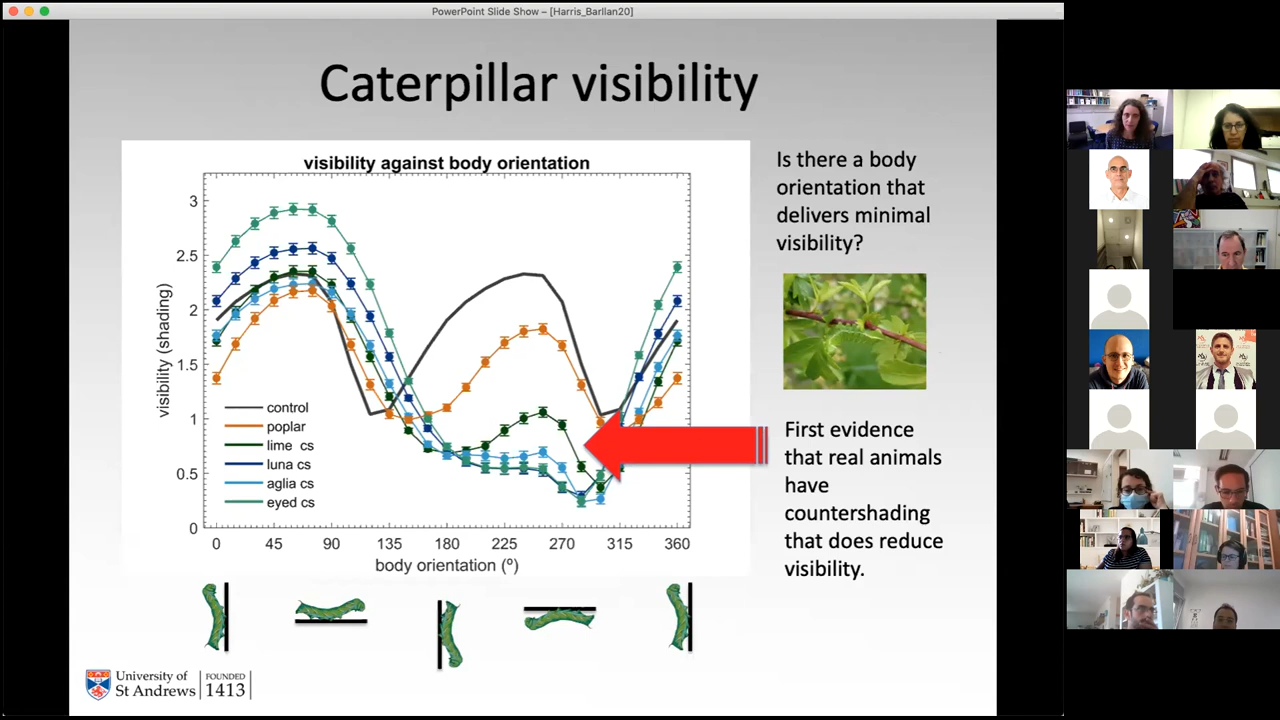 PowerPoint Slide Show – [Harris_BarIlan20]
Caterpillar visibility
visibility against body orientation
3
2.5
2
1.5
1
0.5
0
visibility (shading)
control
poplar
lime cs
luna cs
aglia cs
eyed cs
0 45 90 135 180 225 270 315 360
body orientation (º)
Is there a body
orientation that
delivers minimal
visibility?
First evidence
that real animals
have
countershading
that does reduce
visibility.
University of
St Andrews
FOUNDED
1413